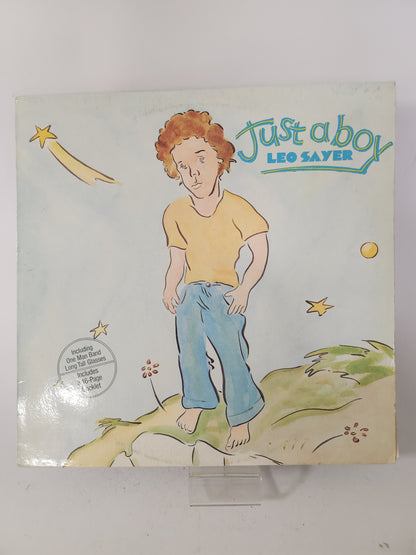 Just a boy
LEO SAYER
Including
One Man Band
Long Tall Glasses
Includes
16-Page
Booklet